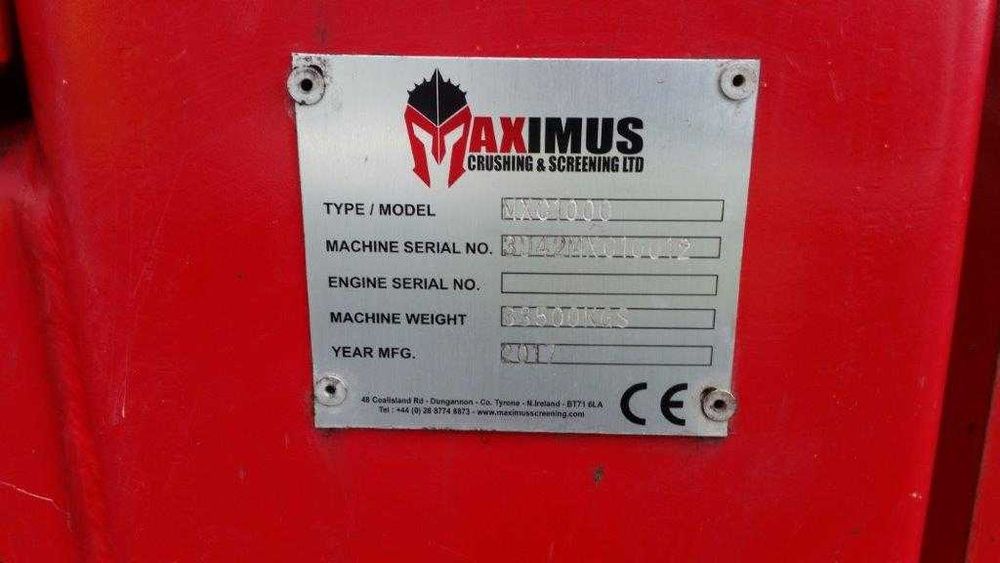 MAXIMUS
CRUSHING & SCREENING LTD
TYPE / MODEL MXC1000
MACHINE SERIAL NO.
ENGINE SERIAL NO.
MACHINE WEIGHT 33500KGS
YEAR MFG. 2017
48 Coalisland Rd - Dungannon - Co. Tyrone - N.Ireland - BT71 6LA
Tel : +44 (0) 28 8774 8873 - www.maximusscreening.com
CE